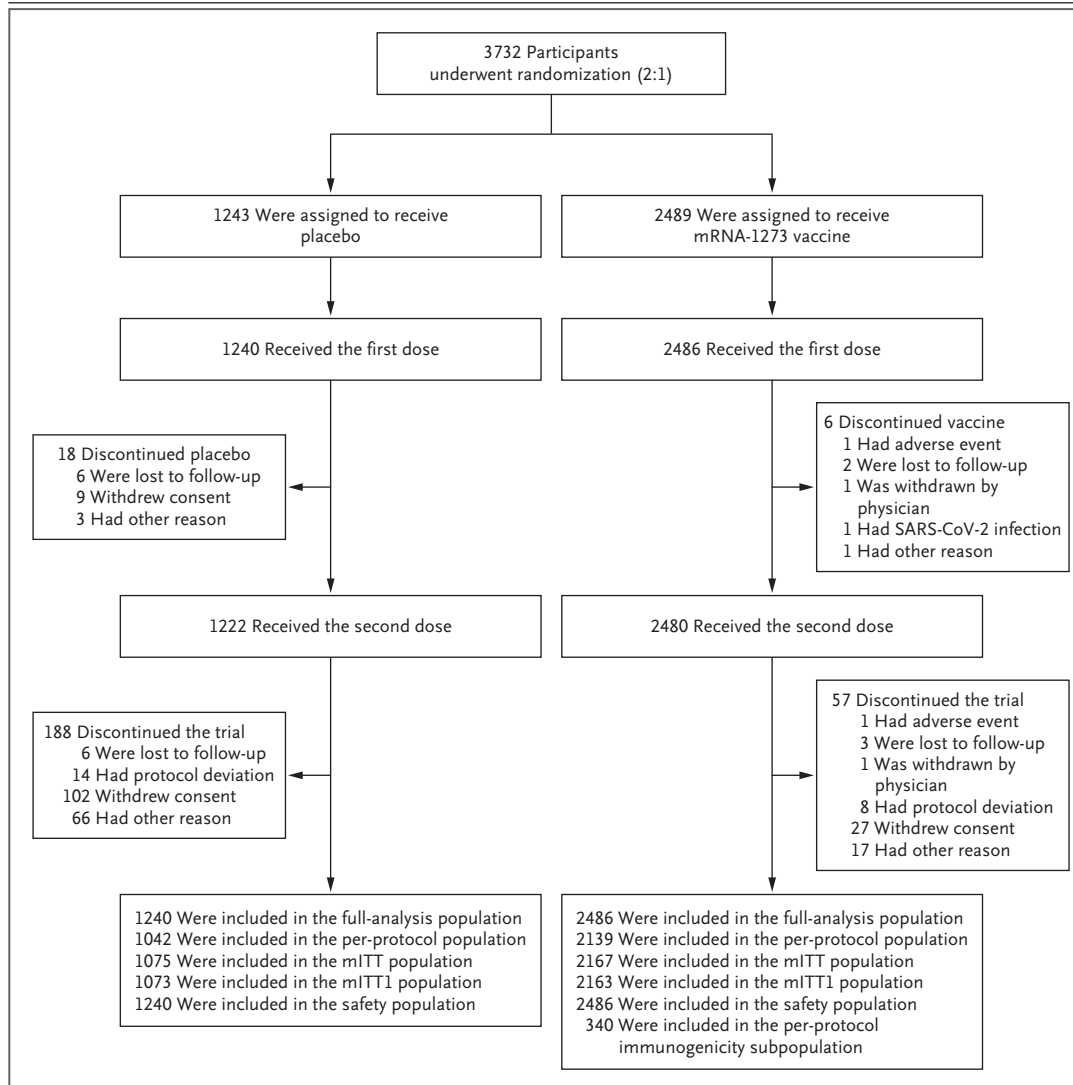 3732 Participants
underwent randomization (2:1)
1243 Were assigned to receive
placebo
2489 Were assigned to receive
mRNA-1273 vaccine
1240 Received the first dose
2486 Received the first dose
18 Discontinued placebo
6 Were lost to follow-up
9 Withdrew consent
3 Had other reason
6 Discontinued vaccine
1 Had adverse event
2 Were lost to follow-up
1 Was withdrawn by
physician
1 Had SARS-CoV-2 infection
1 Had other reason
1222 Received the second dose
2480 Received the second dose
188 Discontinued the trial
6 Were lost to follow-up
14 Had protocol deviation
102 Withdrew consent
66 Had other reason
57 Discontinued the trial
1 Had adverse event
3 Were lost to follow-up
1 Was withdrawn by
physician
8 Had protocol deviation
27 Withdrew consent
17 Had other reason
1240 Were included in the full-analysis population
1042 Were included in the per-protocol population
1075 Were included in the mITT population
1073 Were included in the mITT1 population
1240 Were included in the safety population
2486 Were included in the full-analysis population
2139 Were included in the per-protocol population
2167 Were included in the mITT population
2163 Were included in the mITT1 population
2486 Were included in the safety population
340 Were included in the per-protocol
immunogenicity subpopulation